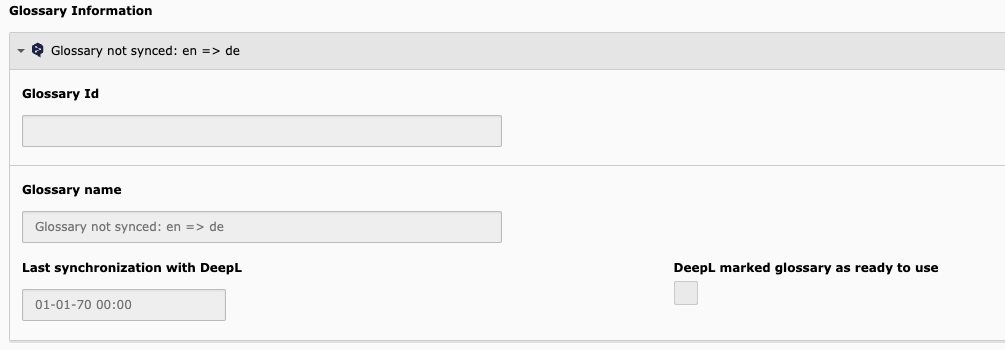 Glossary Information
Glossary not synced: en => de
Glossary Id
Glossary name
Glossary not synced: en => de
Last synchronization with DeepL
DeepL marked glossary as ready to use
01-01-70 00:00